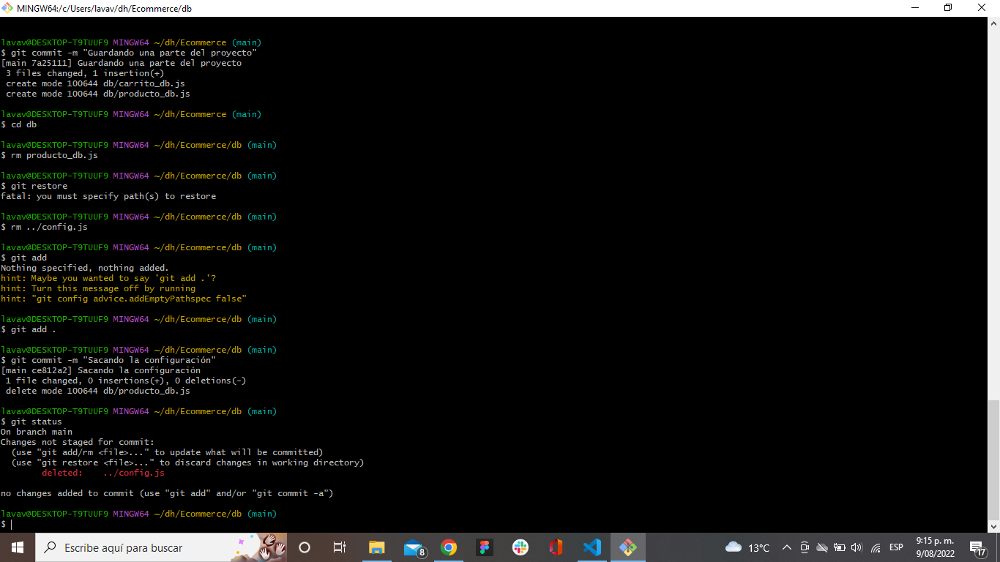 MINGW64:/c/Users/lavav/dh/Ecommerce/db
lavav@DESKTOP-T9TUUF9 MINGW64 ~/dh/Ecommerce (main)
$ git commit -m "Guardando una parte del proyecto"
[main 7a25111] Guardando una parte del proyecto
 3 files changed, 1 insertion(+)
 create mode 100644 db/carrito_db.js
 create mode 100644 db/producto_db.js
lavav@DESKTOP-T9TUUF9 MINGW64 ~/dh/Ecommerce (main)
$ cd db
lavav@DESKTOP-T9TUUF9 MINGW64 ~/dh/Ecommerce/db (main)
$ rm producto_db.js
lavav@DESKTOP-T9TUUF9 MINGW64 ~/dh/Ecommerce/db (main)
$ git restore
fatal: you must specify path(s) to restore
lavav@DESKTOP-T9TUUF9 MINGW64 ~/dh/Ecommerce/db (main)
$ rm ../config.js
lavav@DESKTOP-T9TUUF9 MINGW64 ~/dh/Ecommerce/db (main)
$ git add
Nothing specified, nothing added.
hint: Maybe you wanted to say 'git add .'?
hint: Turn this message off by running
hint: "git config advice.addEmptyPathspec false"
lavav@DESKTOP-T9TUUF9 MINGW64 ~/dh/Ecommerce/db (main)
$ git add .
lavav@DESKTOP-T9TUUF9 MINGW64 ~/dh/Ecommerce/db (main)
$ git commit -m "Sacando la configuración"
[main ce812a2] Sacando la configuración
 1 file changed, 0 insertions(+), 0 deletions(-)
 delete mode 100644 db/producto_db.js
lavav@DESKTOP-T9TUUF9 MINGW64 ~/dh/Ecommerce/db (main)
$ git status
On branch main
Changes not staged for commit:
  (use "git add/rm <file>..." to update what will be committed)
  (use "git restore <file>..." to discard changes in working directory)
        deleted:    ../config.js
no changes added to commit (use "git add" and/or "git commit -a")
lavav@DESKTOP-T9TUUF9 MINGW64 ~/dh/Ecommerce/db (main)
$
Escribe aquí para buscar
8
13°C
ESP
9:15 p. m.
9/08/2022
17